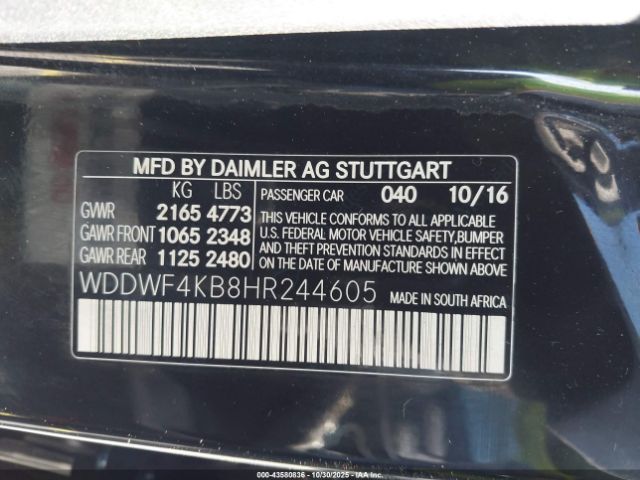 MFD BY DAIMLER AG STUTTGART
KG LBS PASSENGER CAR 040 10/16
GVWR 2165 4773 THIS VEHICLE CONFORMS TO ALL APPLICABLE
GAWR FRONT 1065 2348 U.S. FEDERAL MOTOR VEHICLE SAFETY,BUMPER
GAWR REAR 1125 2480 AND THEFT PREVENTION STANDARDS IN EFFECT
ON THE DATE OF MANUFACTURE SHOWN ABOVE.
WDDWF4KB8HR244605 MADE IN SOUTH AFRICA
000-43580836 - 10/30/2025 - IAA: Vehicle